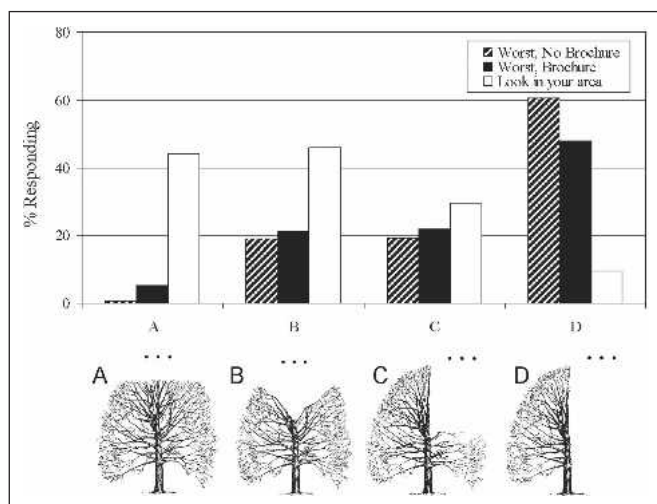 80
Worst, No Brochure
Worst, Brochure
Look in your area
60
40
20
0
% Responding
A
B
C
D
A
B
C
D